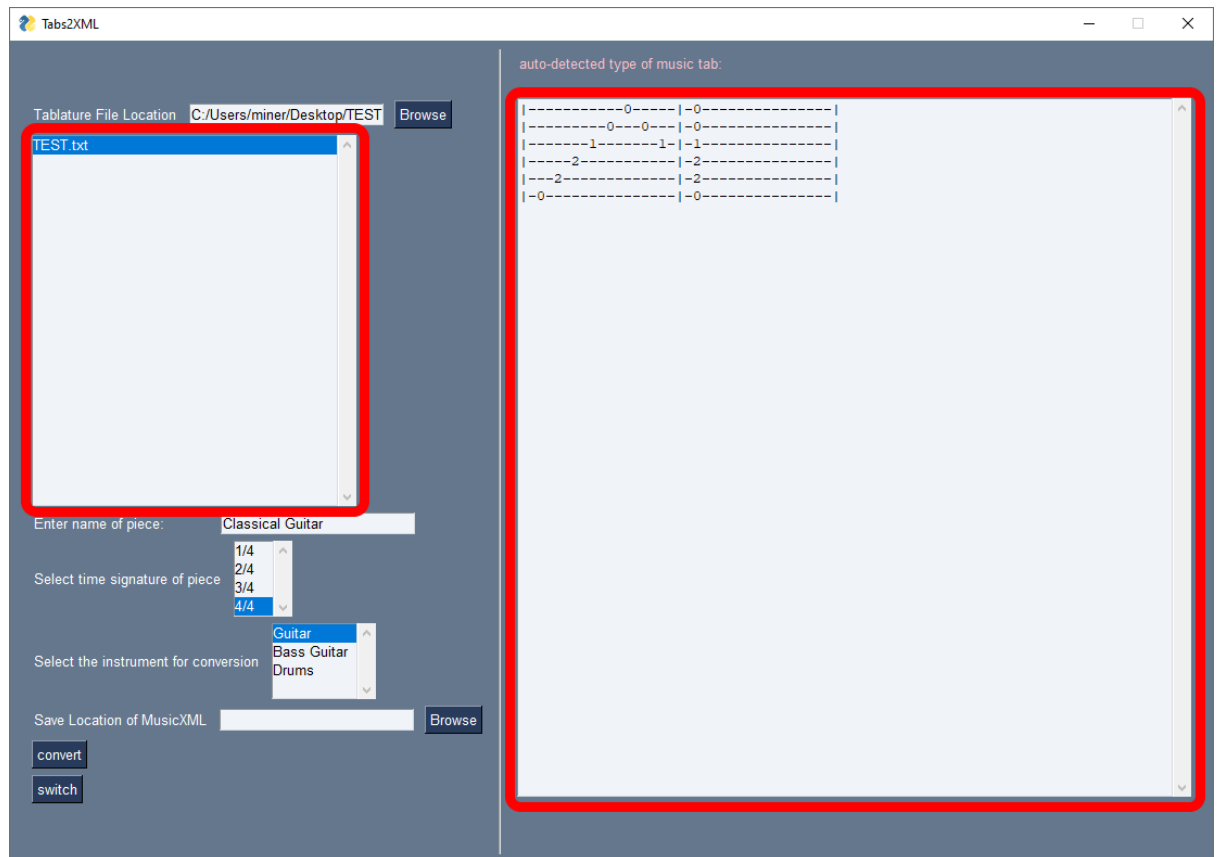 Tabs2XML
auto-detected type of music tab:
Tablature File Location C:/Users/miner/Desktop/TEST Browse
TEST.txt
|-----------0-----|-0---------------|
|---------0---0---|-0---------------|
|-------1-------1-|-1---------------|
|-----2-----------|-2---------------|
|---2-------------|-2---------------|
|-0---------------|-0---------------|
Enter name of piece: Classical Guitar
Select time signature of piece
1/4
2/4
3/4
4/4
Select the instrument for conversion
Guitar
Bass Guitar
Drums
Save Location of MusicXML Browse
convert
switch